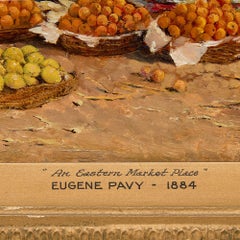 "An Eastern Market Place"
EUGENE PAVY - 1884